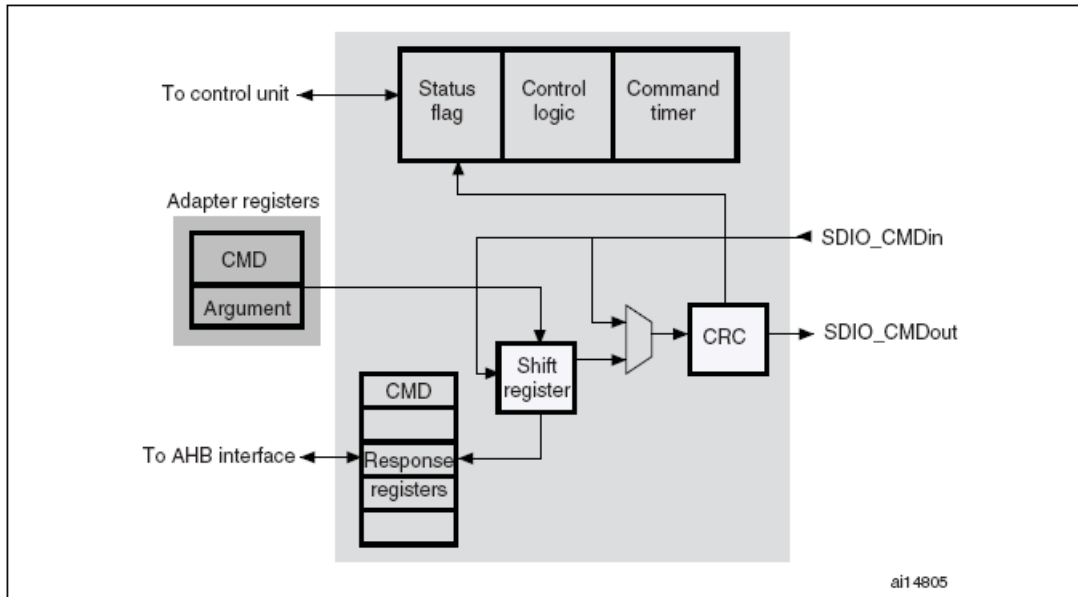 To control unit
Status
flag
Control
logic
Command
timer
Adapter registers
CMD
Argument
SDIO_CMDin
CRC
SDIO_CMDout
Shift
register
CMD
To AHB interface
Response
registers
ai14805